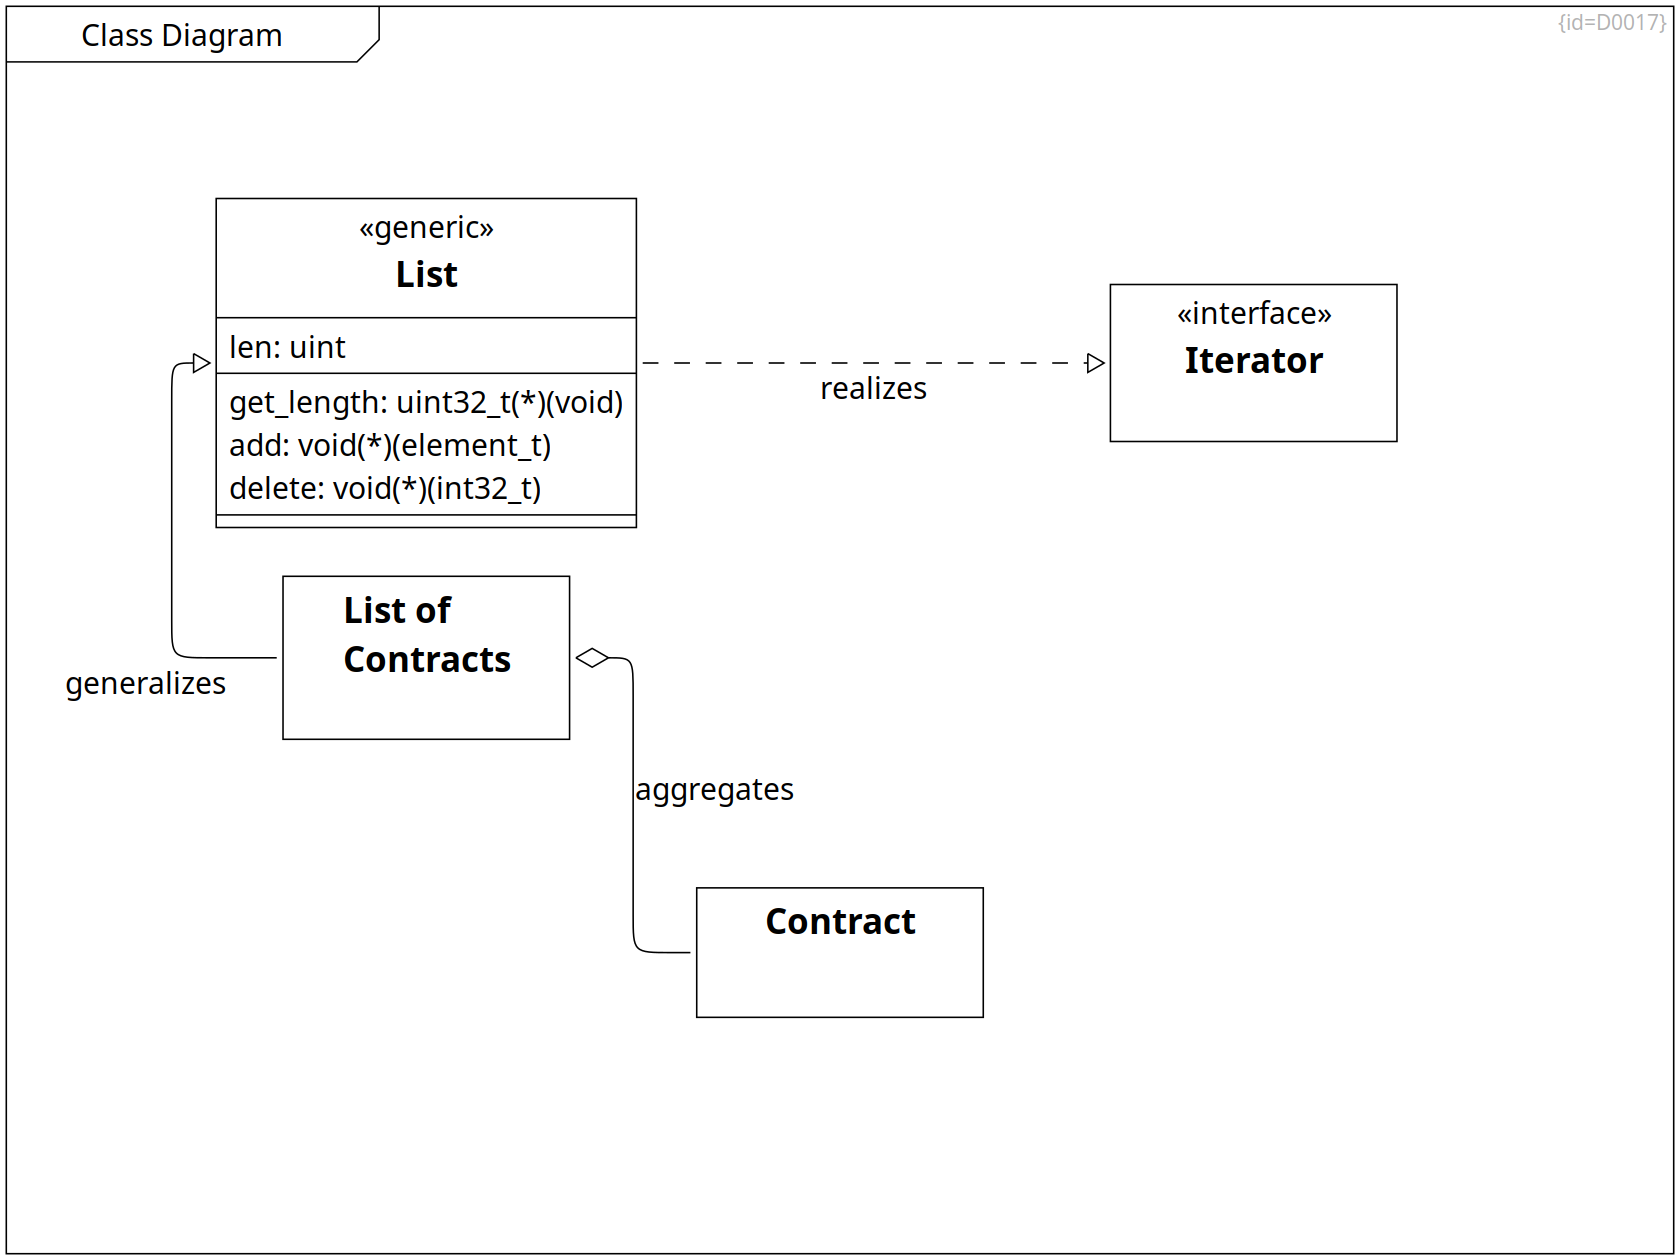 Class Diagram
{id=D0017}
«generic»
List
len: uint
get_length: uint32_t(*)(void)
add: void(*)(element_t)
delete: void(*)(int32_t)
«interface»
Iterator
realizes
List of
Contracts
generalizes
aggregates
Contract